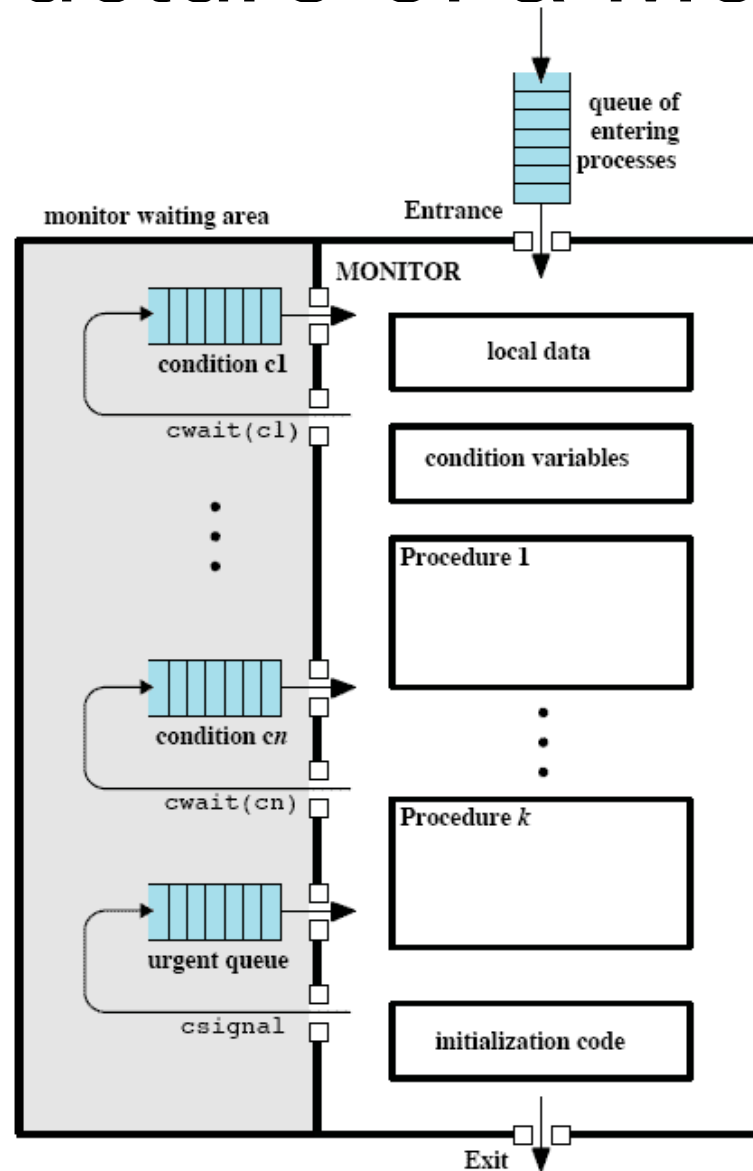 queue of
entering
processes
Entrance
monitor waiting area
MONITOR
condition c1
local data
cwait(c1)
condition variables
Procedure 1
condition cn
cwait(cn)
Procedure k
urgent queue
csignal
initialization code
Exit